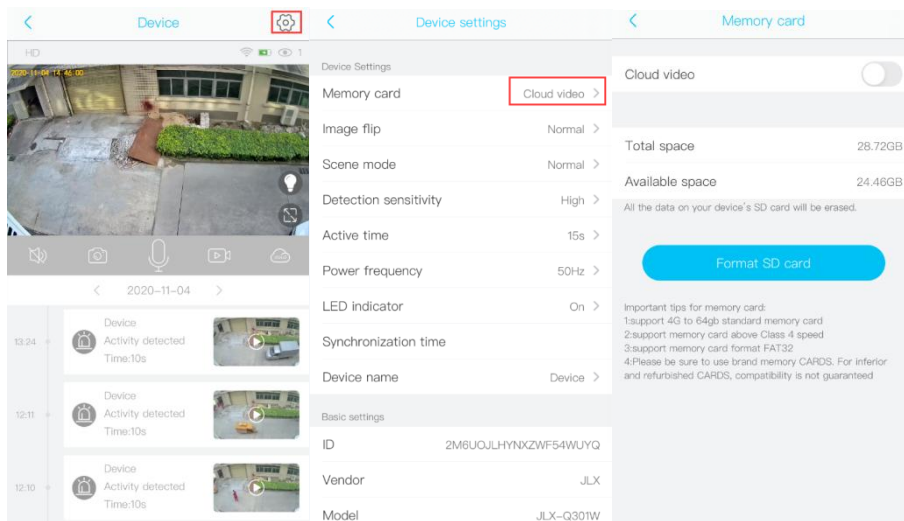 Device
HD
1
2020-11-04 14:46:00
2020-11-04
13:24
Device
Activity detected
Time:10s
12:11
Device
Activity detected
Time:10s
12:10
Device
Activity detected
Time:10s
Device settings
Device Settings
Memory card Cloud video
Image flip Normal
Scene mode Normal
Detection sensitivity High
Active time 15s
Power frequency 50Hz
LED indicator On
Synchronization time
Device name Device
Basic settings
ID 2M6UOJLHYNXZWF54WUYQ
Vendor JLX
Model JLX-Q301W
Memory card
Cloud video
Total space 28.72GB
Available space 24.46GB
All the data on your device's SD card will be erased.
Format SD card
Important tips for memory card:
1:support 4G to 64gb standard memory card
2:support memory card above Class 4 speed
3:support memory card format FAT32
4:Please be sure to use brand memory CARDS. For inferior
and refurbished CARDS, compatibility is not guaranteed